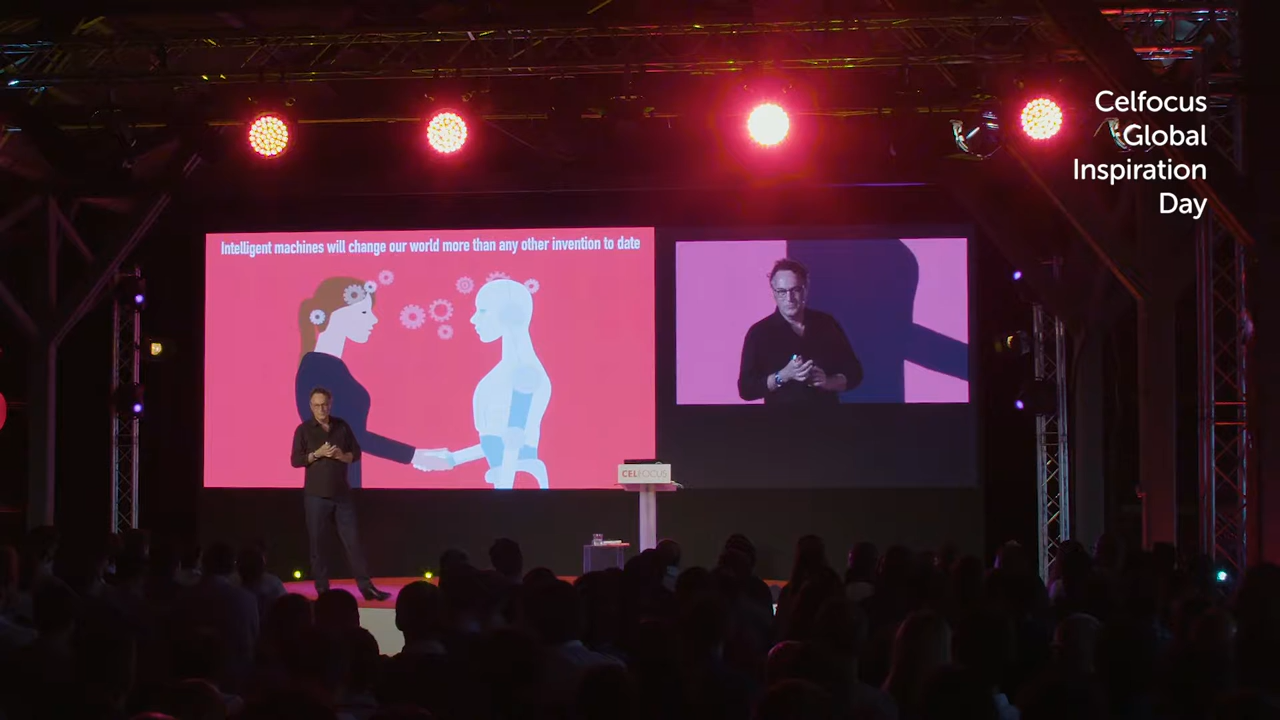 Celfocus
Global
Inspiration
Day
Intelligent machines will change our world more than any other invention to date
CELFOCUS